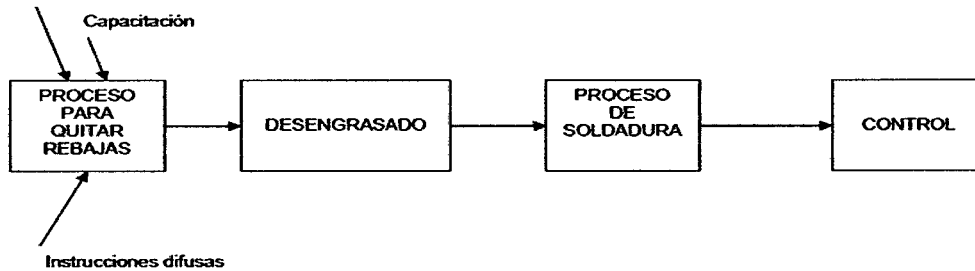 Capacitación
PROCESO
PARA
QUITAR
REBAJAS
DESENGRASADO
PROCESO
DE
SOLDADURA
CONTROL
Instrucciones difusas